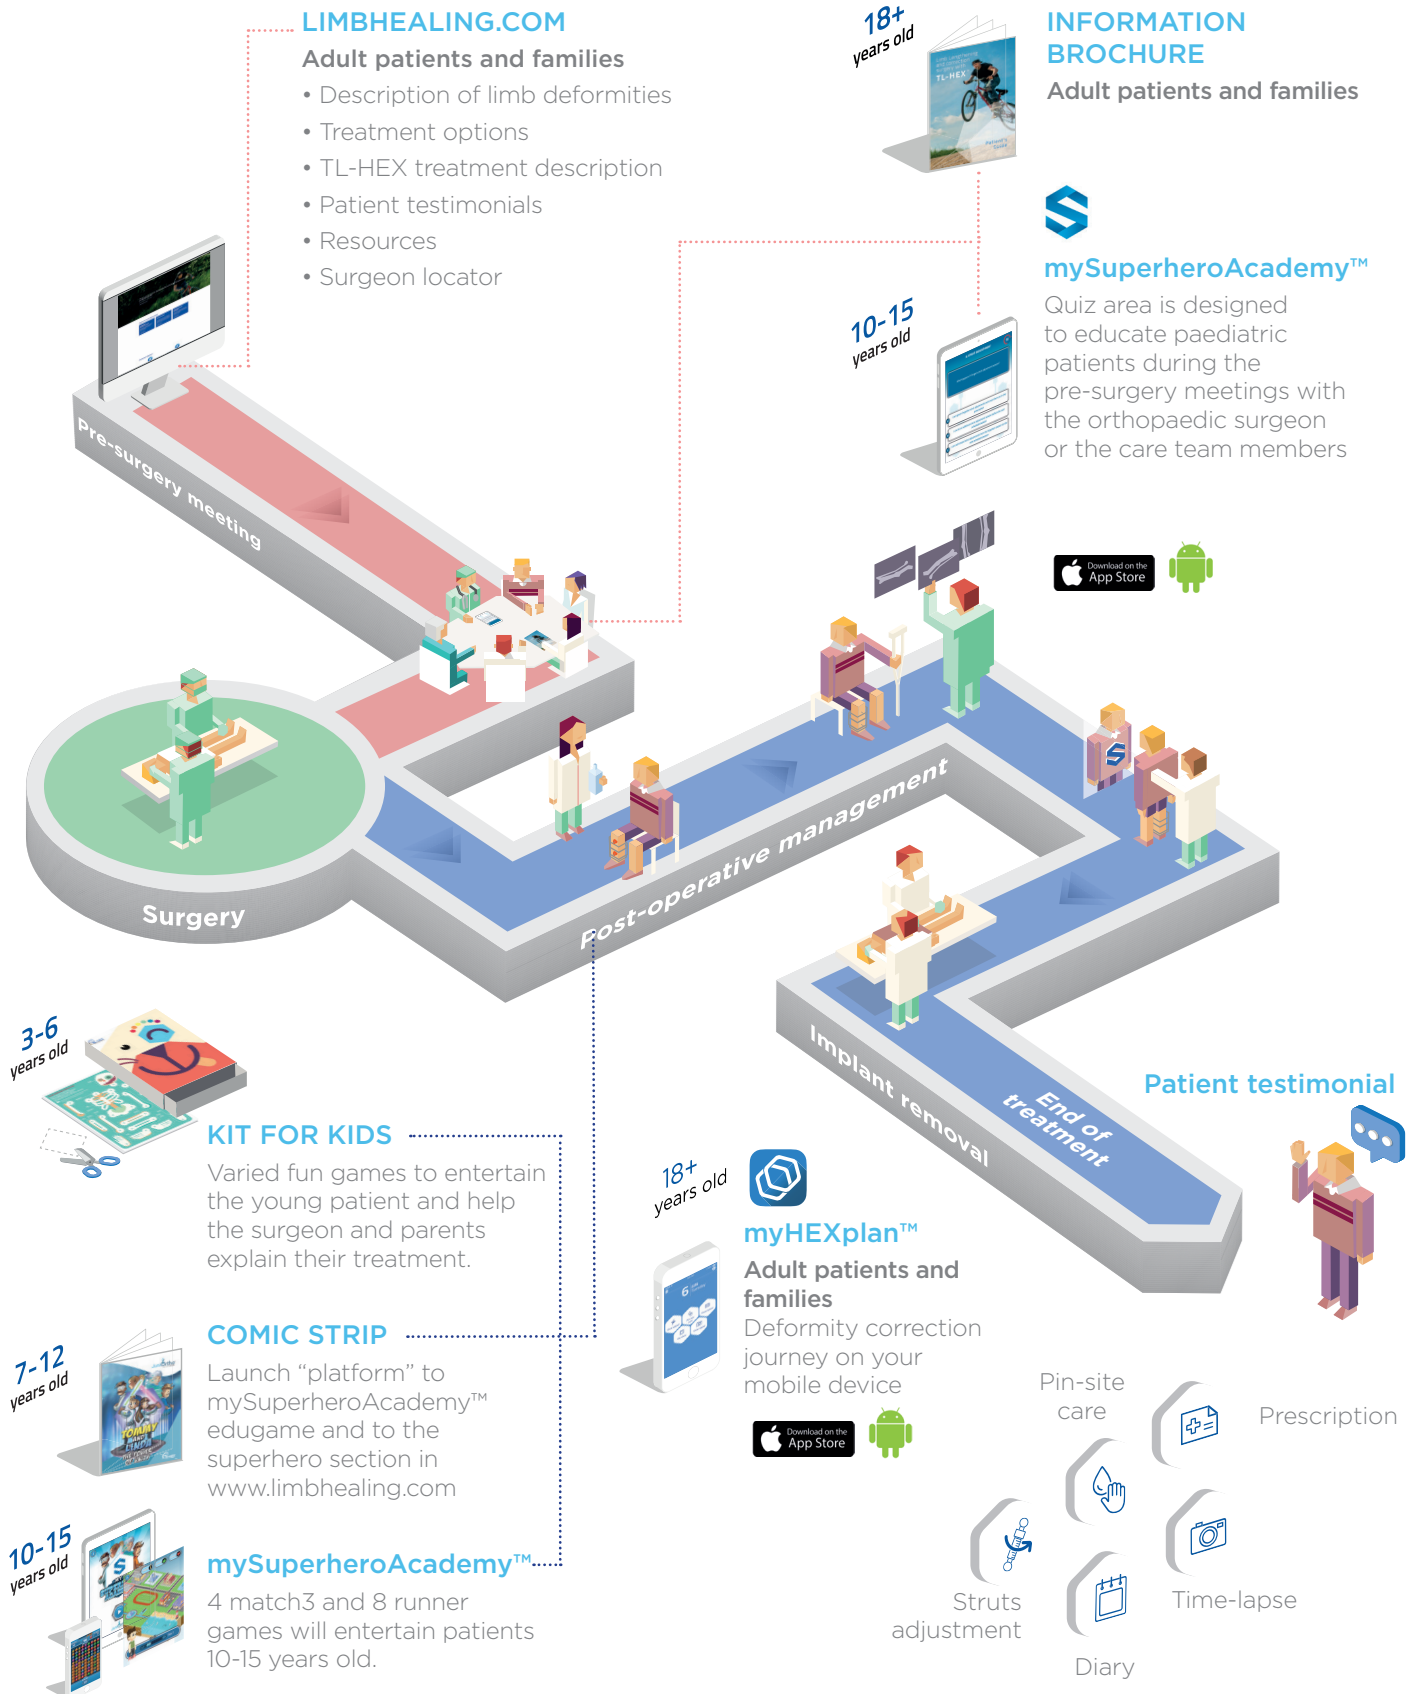 LIMBHEALING.COM
Adult patients and families
• Description of limb deformities
• Treatment options
• TL-HEX treatment description
• Patient testimonials
• Resources
• Surgeon locator
18+
years old
TL-HEX
INFORMATION
BROCHURE
Adult patients and families
mySuperheroAcademy™
10-15
years old
Quiz area is designed
to educate paediatric
patients during the
pre-surgery meetings with
the orthopaedic surgeon
or the care team members
Download on the
App Store
Pre-surgery meeting
Surgery
Post-operative management
Implant removal
End of
treatment
Patient testimonial
3-6
years old
KIT FOR KIDS
Varied fun games to entertain
the young patient and help
the surgeon and parents
explain their treatment.
7-12
years old
TOMMY
LINDA
COMIC STRIP
Launch “platform” to
mySuperheroAcademy™
edugame and to the
superhero section in
www.limbhealing.com
10-15
years old
mySuperheroAcademy™
4 match3 and 8 runner
games will entertain patients
10-15 years old.
18+
years old
myHEXplan™
Adult patients and
families
Deformity correction
journey on your
mobile device
Download on the
App Store
Pin-site
care
Prescription
Struts
adjustment
Time-lapse
Diary